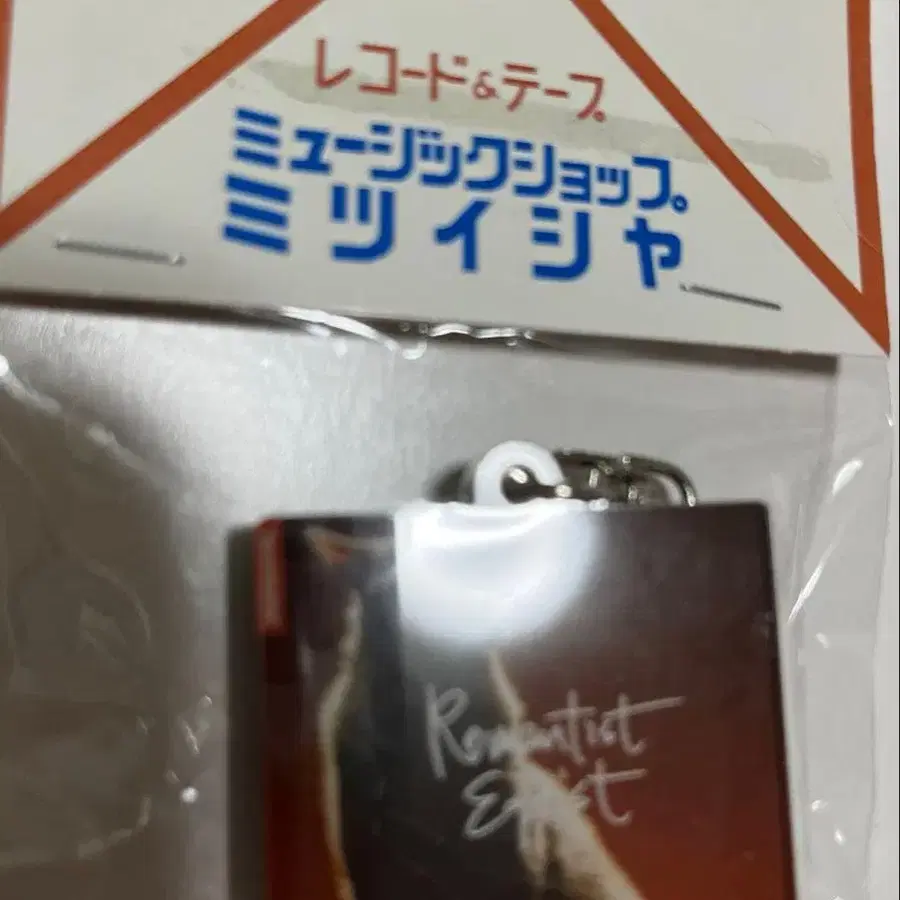 レコード&テープ
ミュージックショップ
ミツイシヤ
Romantist
Egoist